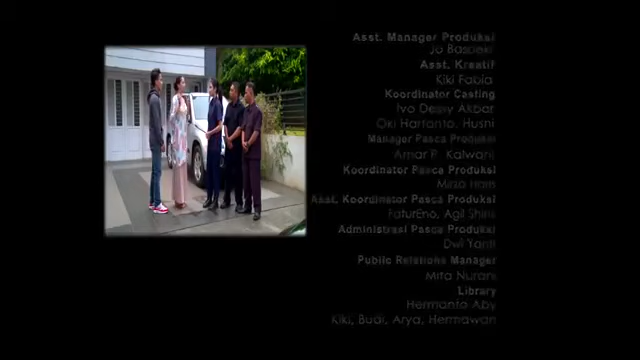 Asst. Manager Produksi
Jo Basoeki
Asst. Kreatif
Kiki Fabia
Koordinator Casting
Ivo Dessy Akbar
Oki Hartanto, Husni
Manager Pasca Produksi
Amar P. Kalwani
Koordinator Pasca Produksi
Mirza Haris
Asst. Koordinator Pasca Produksi
FaturEno, Agil Shini
Administrasi Pasca Produksi
Dwi Yanti
Public Relations Manager
Mita Nurani
Library
Hermanto Aby
Kiki, Budi, Arya, Hermawan